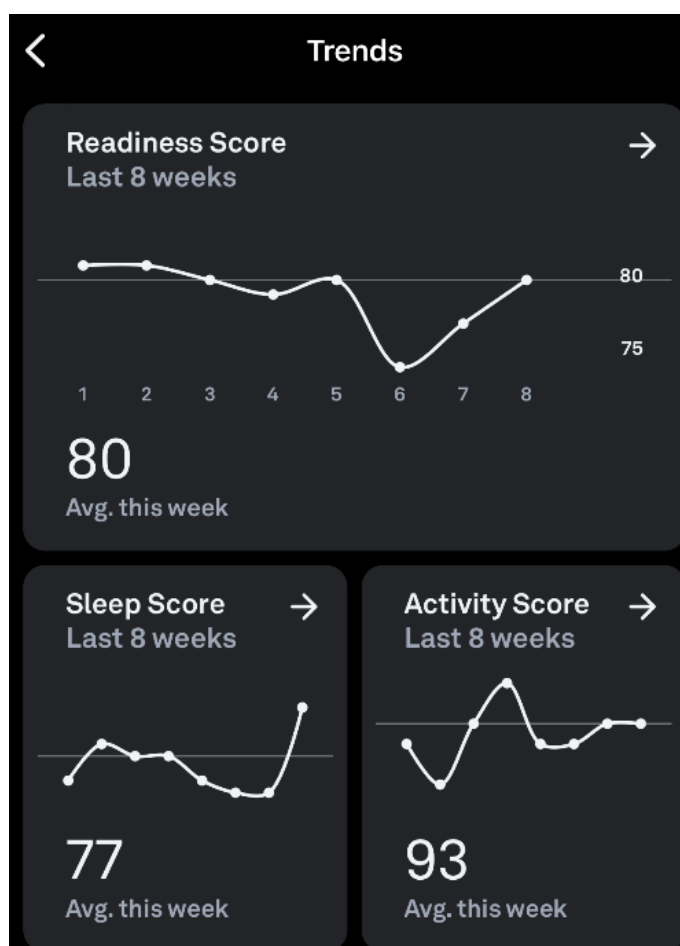 Trends
Readiness Score
Last 8 weeks
80
75
1 2 3 4 5 6 7 8
80
Avg. this week
Sleep Score
Last 8 weeks
77
Avg. this week
Activity Score
Last 8 weeks
93
Avg. this week